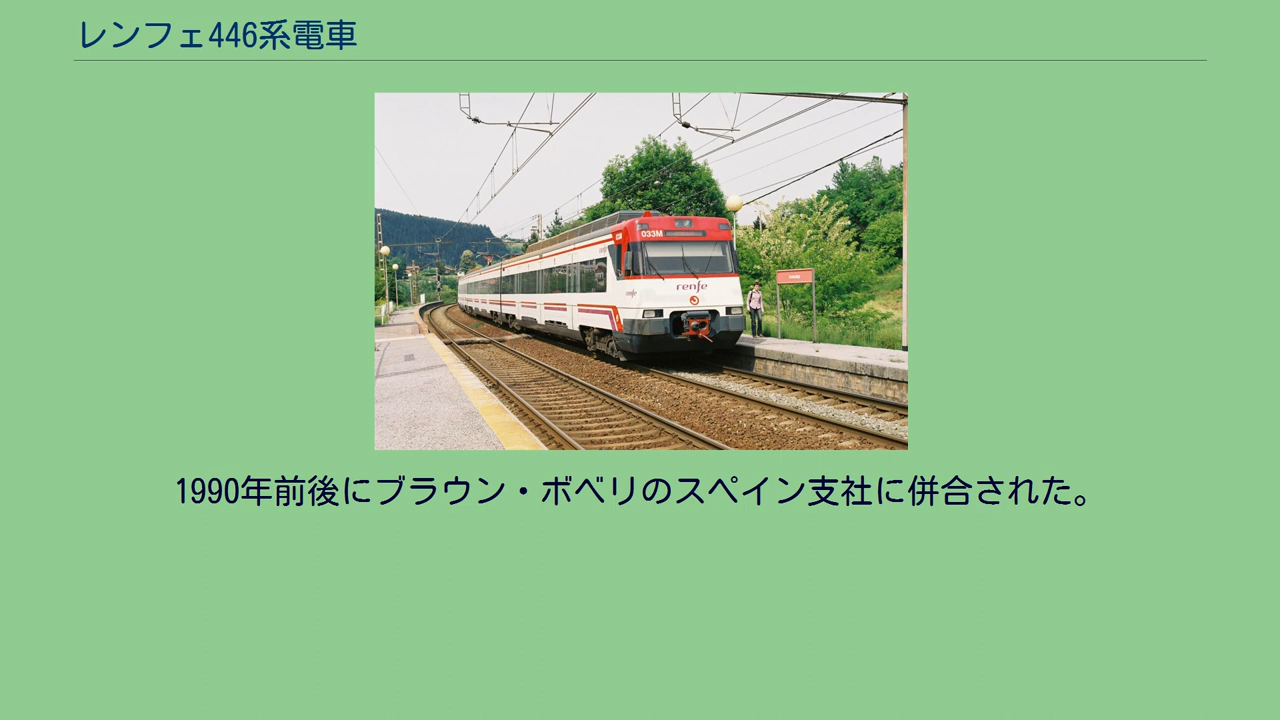 レンフェ446系電車
033M
renfe
1990年前後にブラウン・ボベリのスペイン支社に併合された。